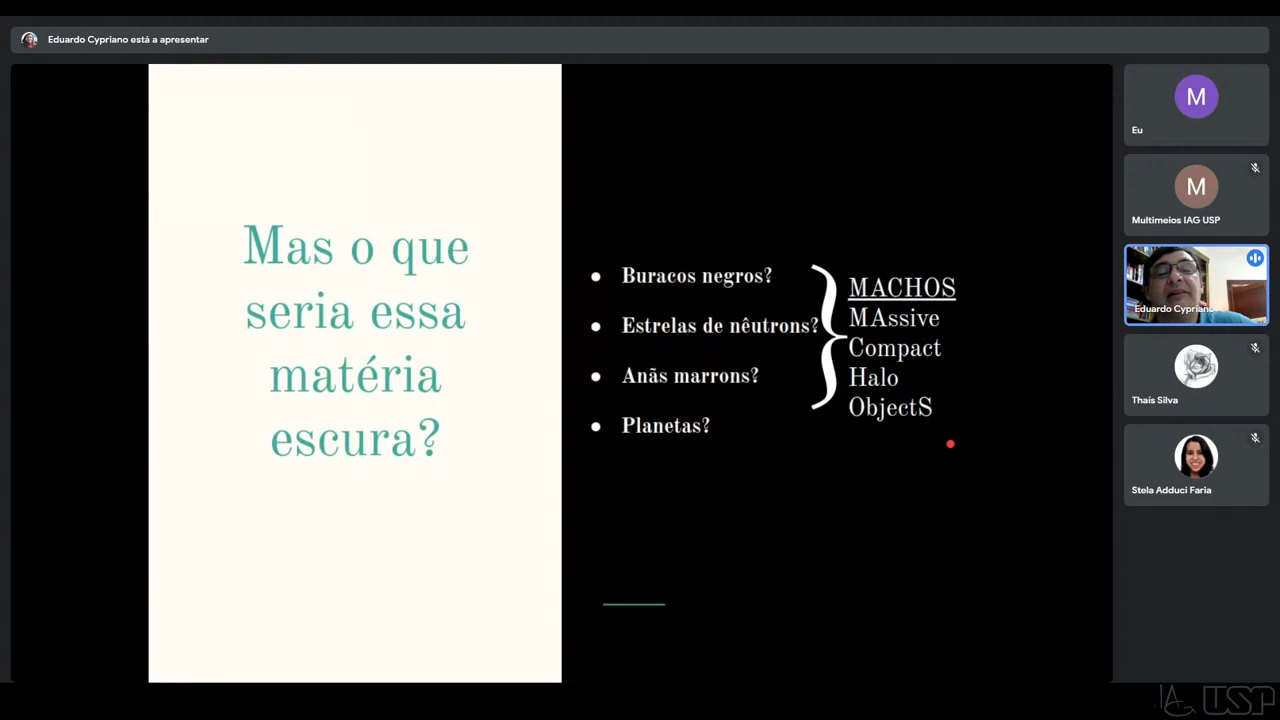 Eduardo Cypriano está a apresentar
Mas o que
seria essa
matéria
escura?
Buracos negros?
Estrelas de nêutrons?
Anãs marrons?
Planetas?
MACHOS
MAssive
Compact
Halo
ObjectS
M
Eu
M
Multimeios IAG USP
Eduardo Cypriano
Thais Silva
Stela Adduci Faria
USP